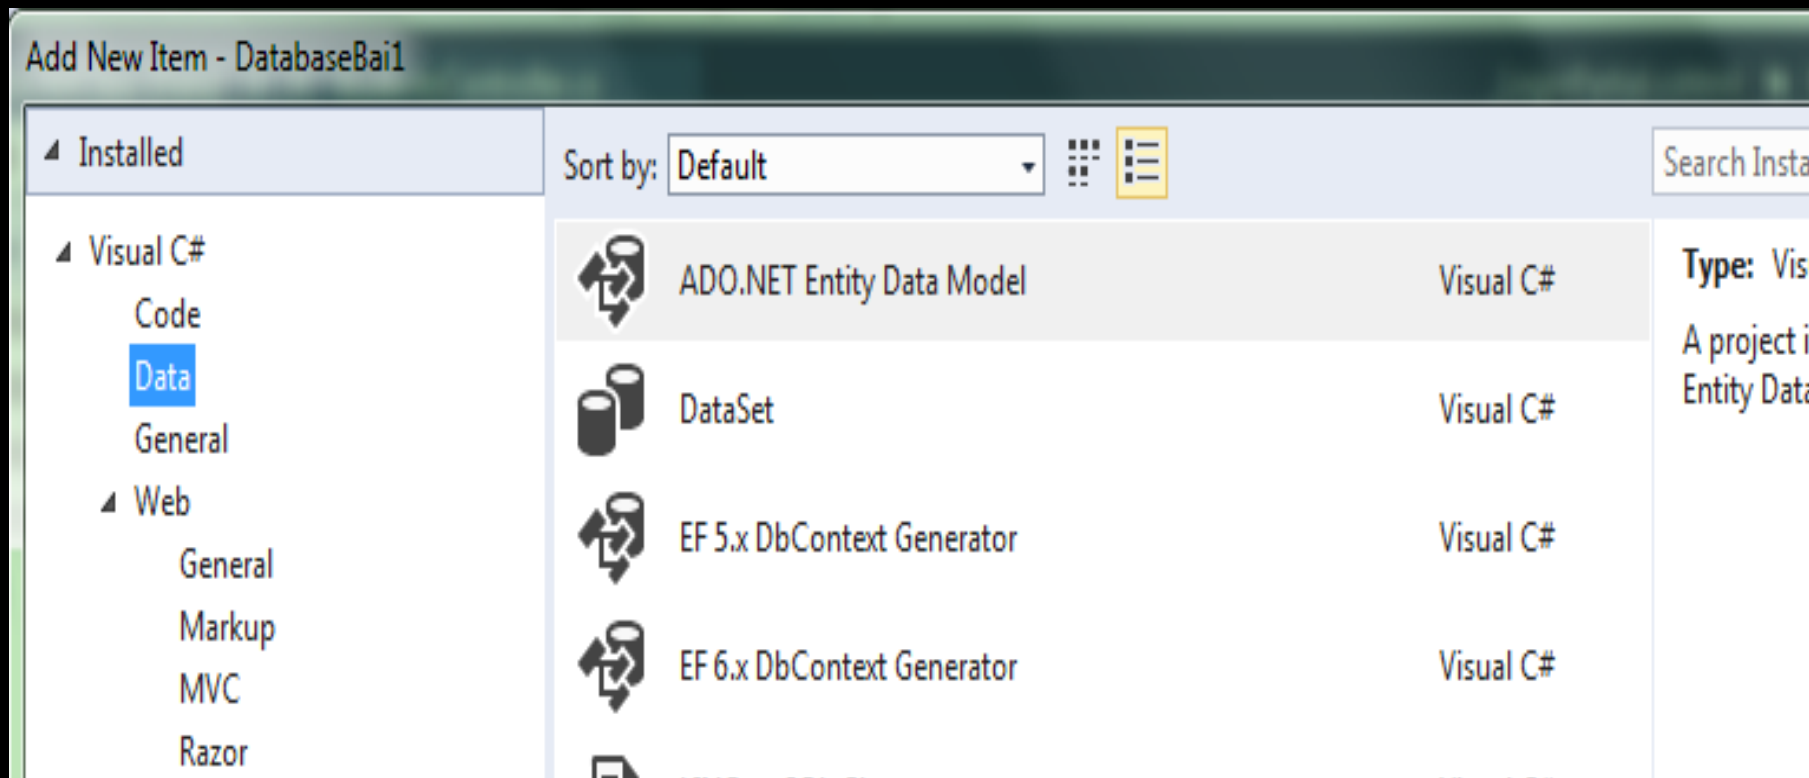 Add New Item - DatabaseBai1
Installed
Sort by: Default
Search Insta
Visual C#
Code
Data
General
Web
General
Markup
MVC
Razor
ADO.NET Entity Data Model Visual C#
DataSet Visual C#
EF 5.x DbContext Generator Visual C#
EF 6.x DbContext Generator Visual C#
Type: Vis
A project i
Entity Data